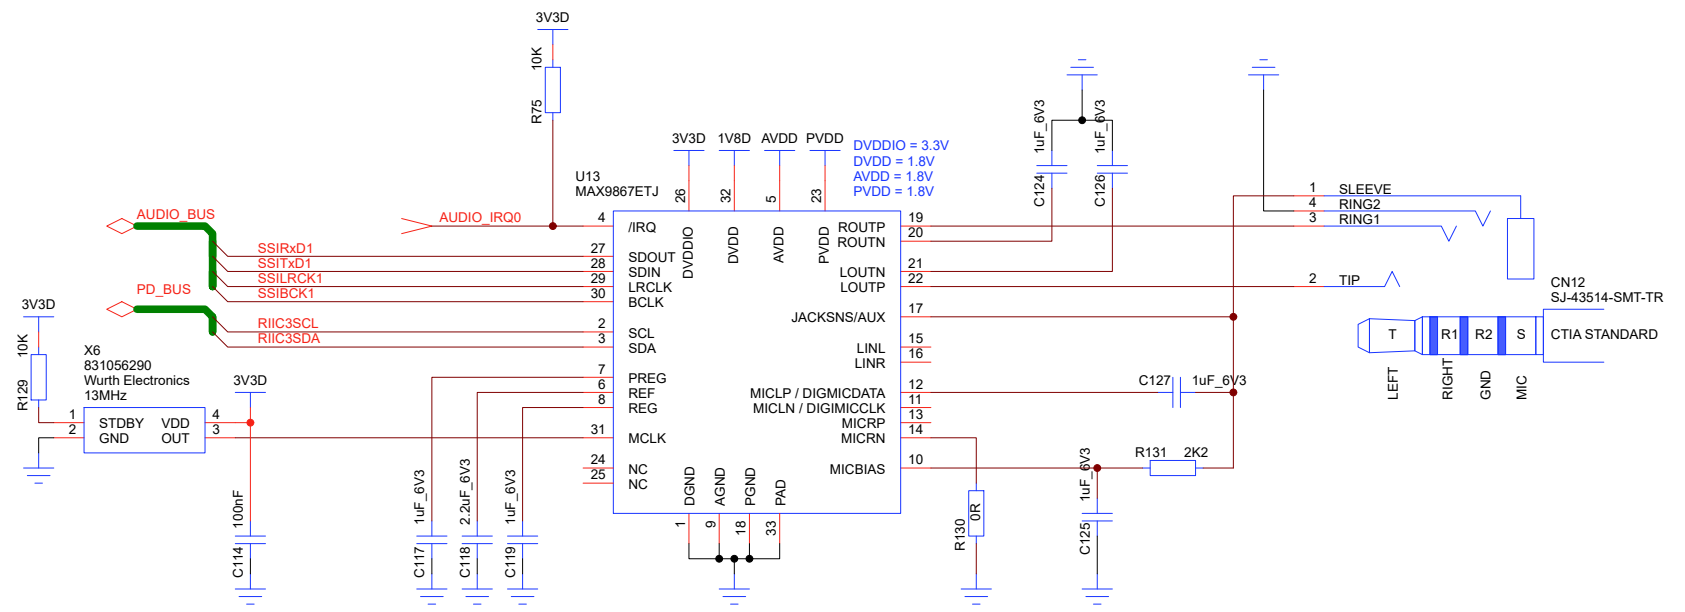 3V3D
10K
R75
3V3D
1V8D
AVDD
PVDD
DVDDIO = 3.3V
DVDD = 1.8V
AVDD = 1.8V
PVDD = 1.8V
U13
MAX9867ETJ
26
32
5
23
1uF_6V3
C124
1uF_6V3
C126
AUDIO_BUS
AUDIO_IRQ0
4
/IRQ
DVDDIO
DVDD
AVDD
PVDD
ROUTP
19
ROUTN
20
SSIRxD1
27
SDOUT
SSITxD1
28
SDIN
LOUTN
21
SSILRCK1
29
LRCLK
LOUTP
22
SSIBCK1
30
BCLK
PD_BUS
RIIC3SCL
2
SCL
RIIC3SDA
3
SDA
JACKSNS/AUX
17
LINL
15
LINR
16
7
PREG
6
REF
8
REG
MICLP / DIGMICDATA
12
MICLN / DIGIMICCLK
11
MICRP
13
MICRN
14
31
MCLK
24
NC
25
NC
MICBIAS
10
DGND
AGND
PGND
PAD
1
9
18
33
3V3D
10K
R129
X6
831056290
Wurth Electronics
13MHz
3V3D
1
STDBY
VDD
4
2
GND
OUT
3
100nF
C114
1uF_6V3
C117
2.2uF_6V3
C118
1uF_6V3
C119
C127
1uF_6V3
R131
2K2
R130
0R
1uF_6V3
C125
1
SLEEVE
4
RING2
3
RING1
2
TIP
CN12
SJ-43514-SMT-TR
T
R1
R2
S
CTIA STANDARD
LEFT
RIGHT
GND
MIC